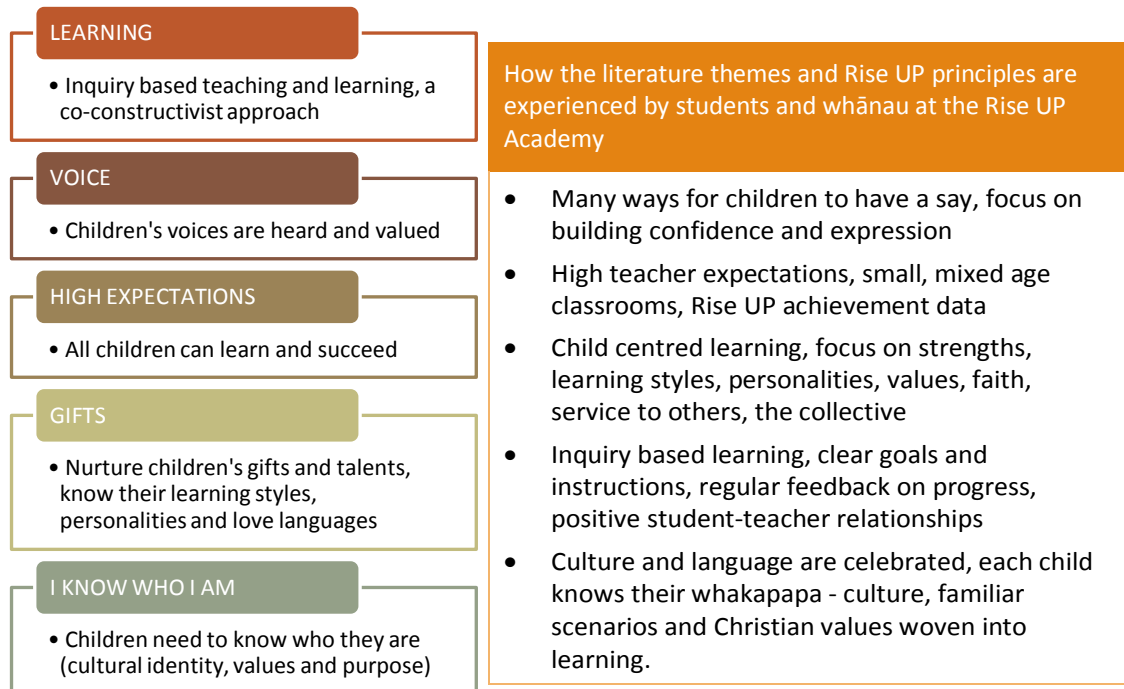 LEARNING
• Inquiry based teaching and learning, a
co-constructivist approach
VOICE
• Children's voices are heard and valued
HIGH EXPECTATIONS
• All children can learn and succeed
GIFTS
• Nurture children's gifts and talents,
know their learning styles,
personalities and love languages
I KNOW WHO I AM
• Children need to know who they are
(cultural identity, values and purpose)
How the literature themes and Rise UP principles are
experienced by students and whānau at the Rise UP
Academy
• Many ways for children to have a say, focus on
building confidence and expression
• High teacher expectations, small, mixed age
classrooms, Rise UP achievement data
• Child centred learning, focus on strengths,
learning styles, personalities, values, faith,
service to others, the collective
• Inquiry based learning, clear goals and
instructions, regular feedback on progress,
positive student-teacher relationships
• Culture and language are celebrated, each child
knows their whakapapa - culture, familiar
scenarios and Christian values woven into
learning.